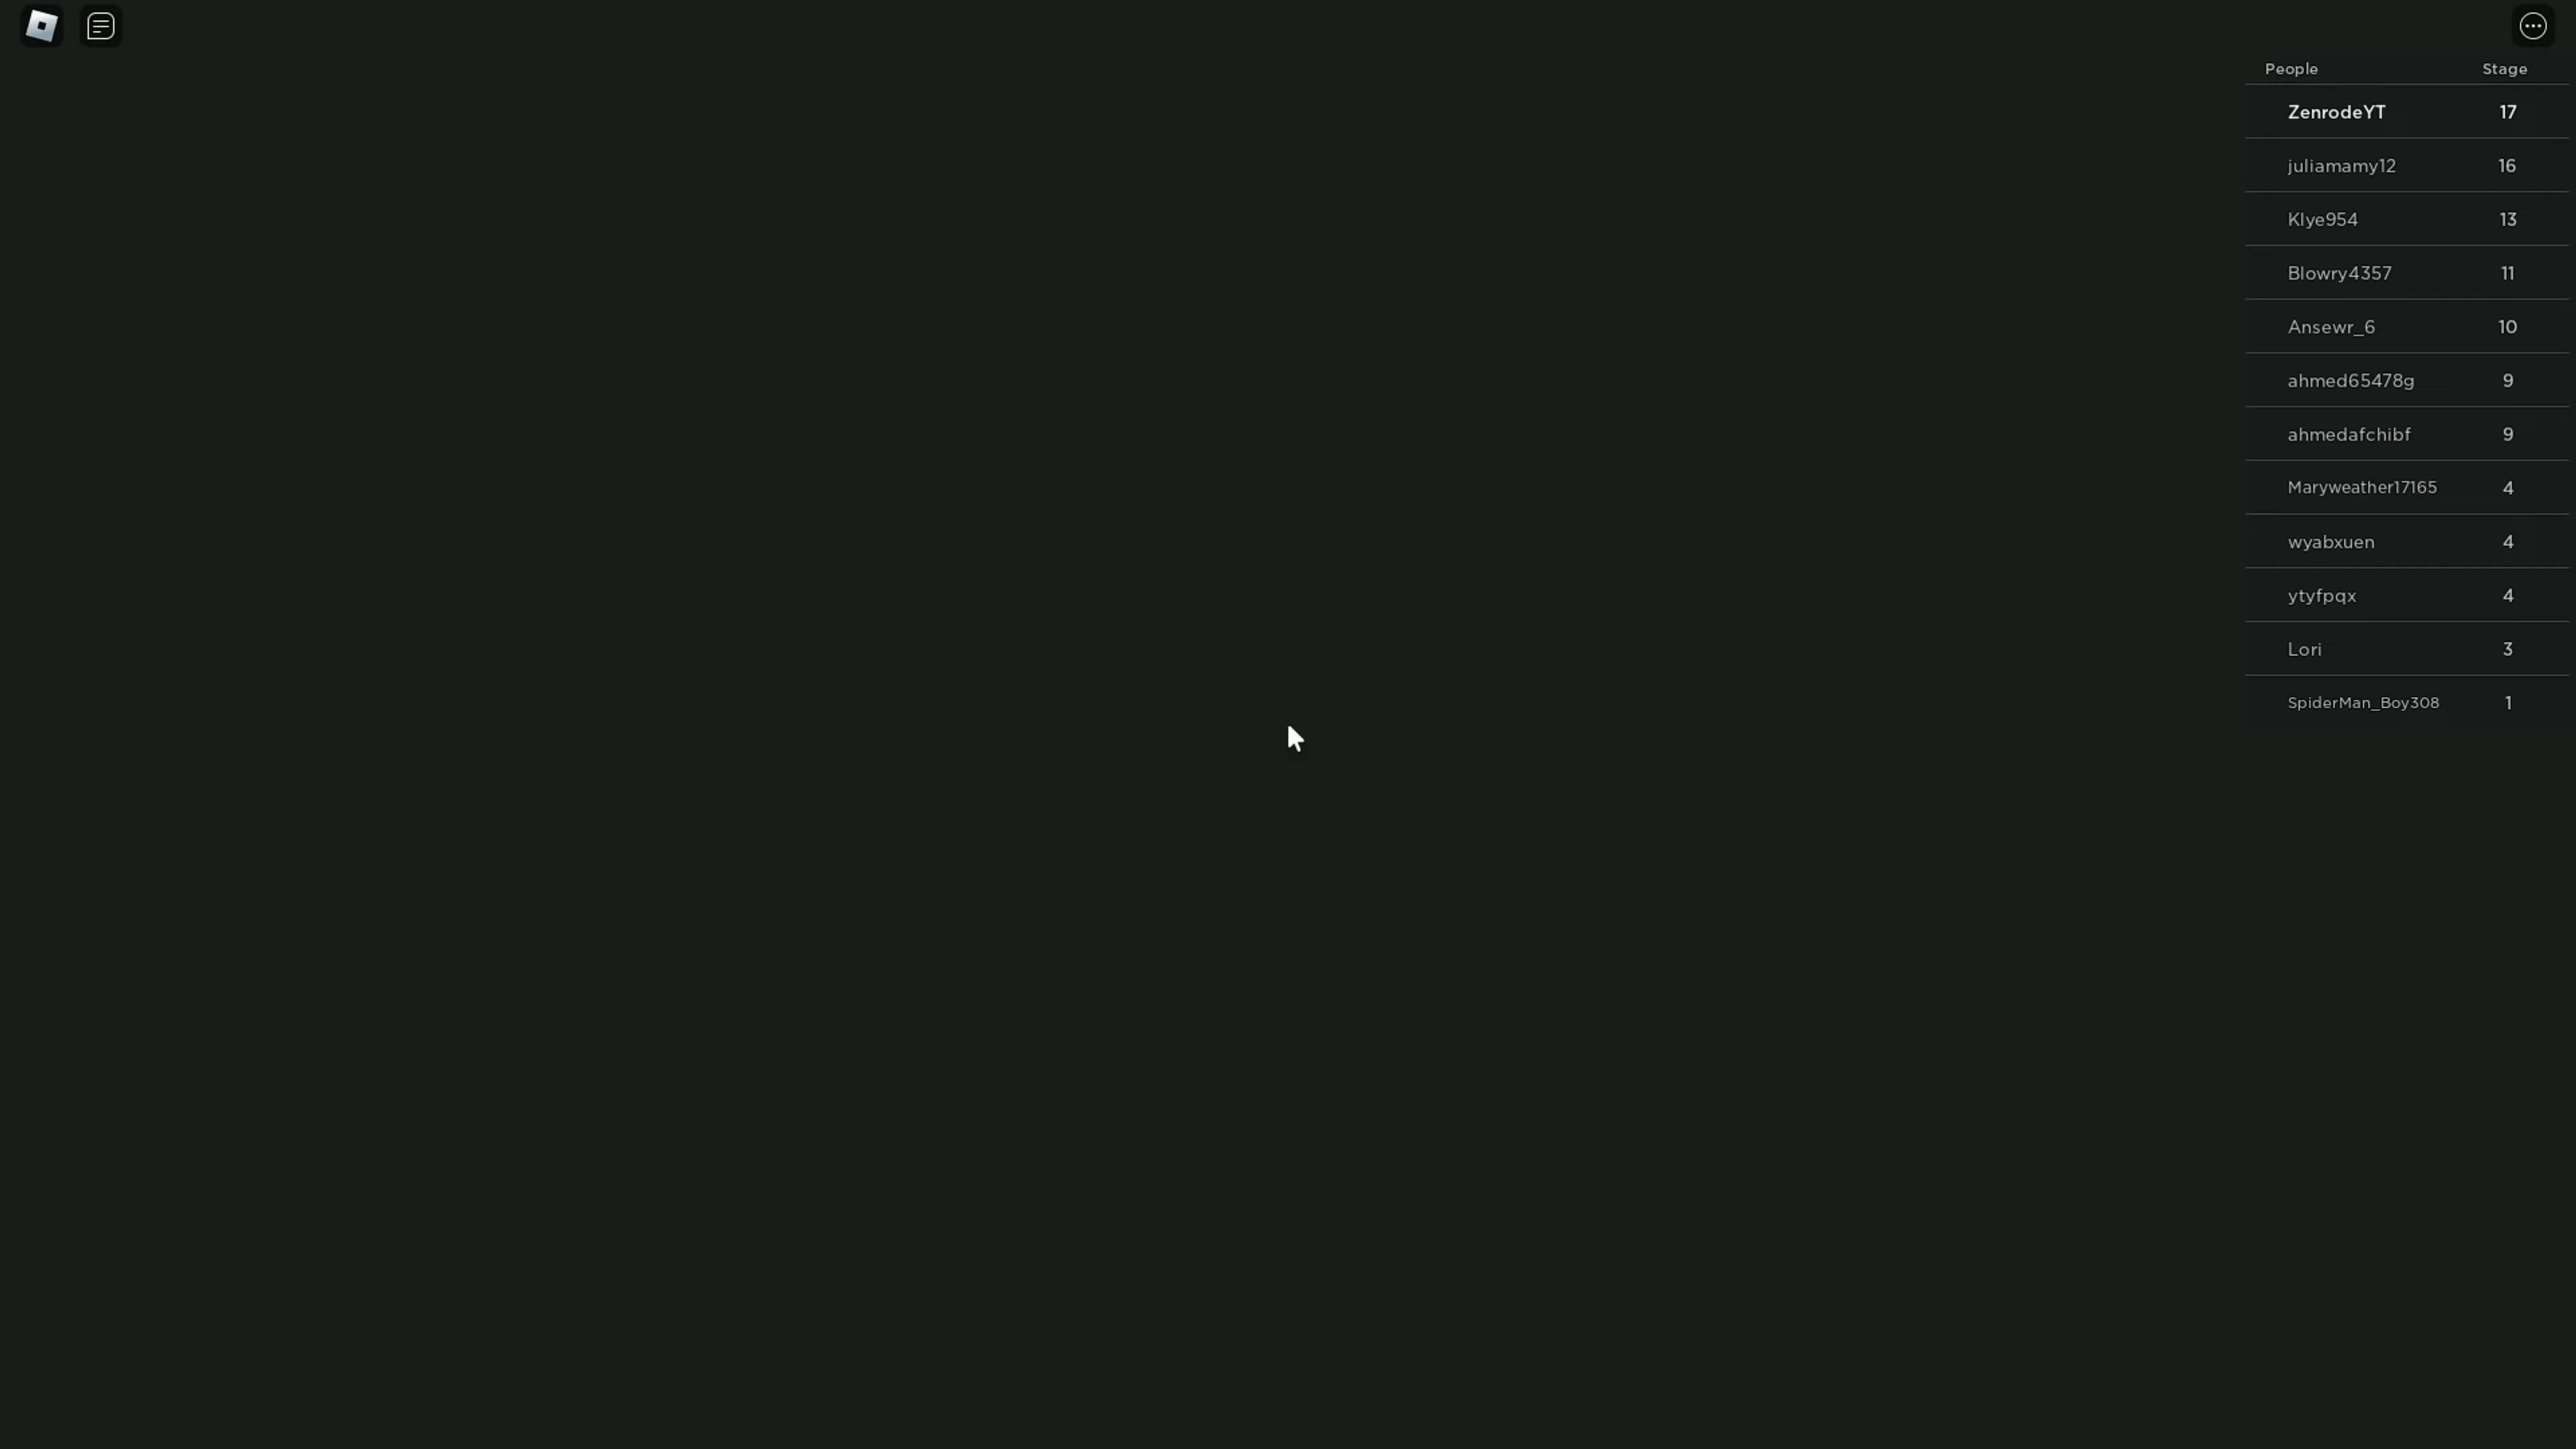 People Stage
ZenrodeYT 17
juliamamy12 16
Klye954 13
Blowry4357 11
Ansewr_6 10
ahmed65478g 9
ahmedafchibf 9
Maryweather17165 4
wyabxuen 4
ytyfpqx 4
Lori 3
SpiderMan_Boy308 1